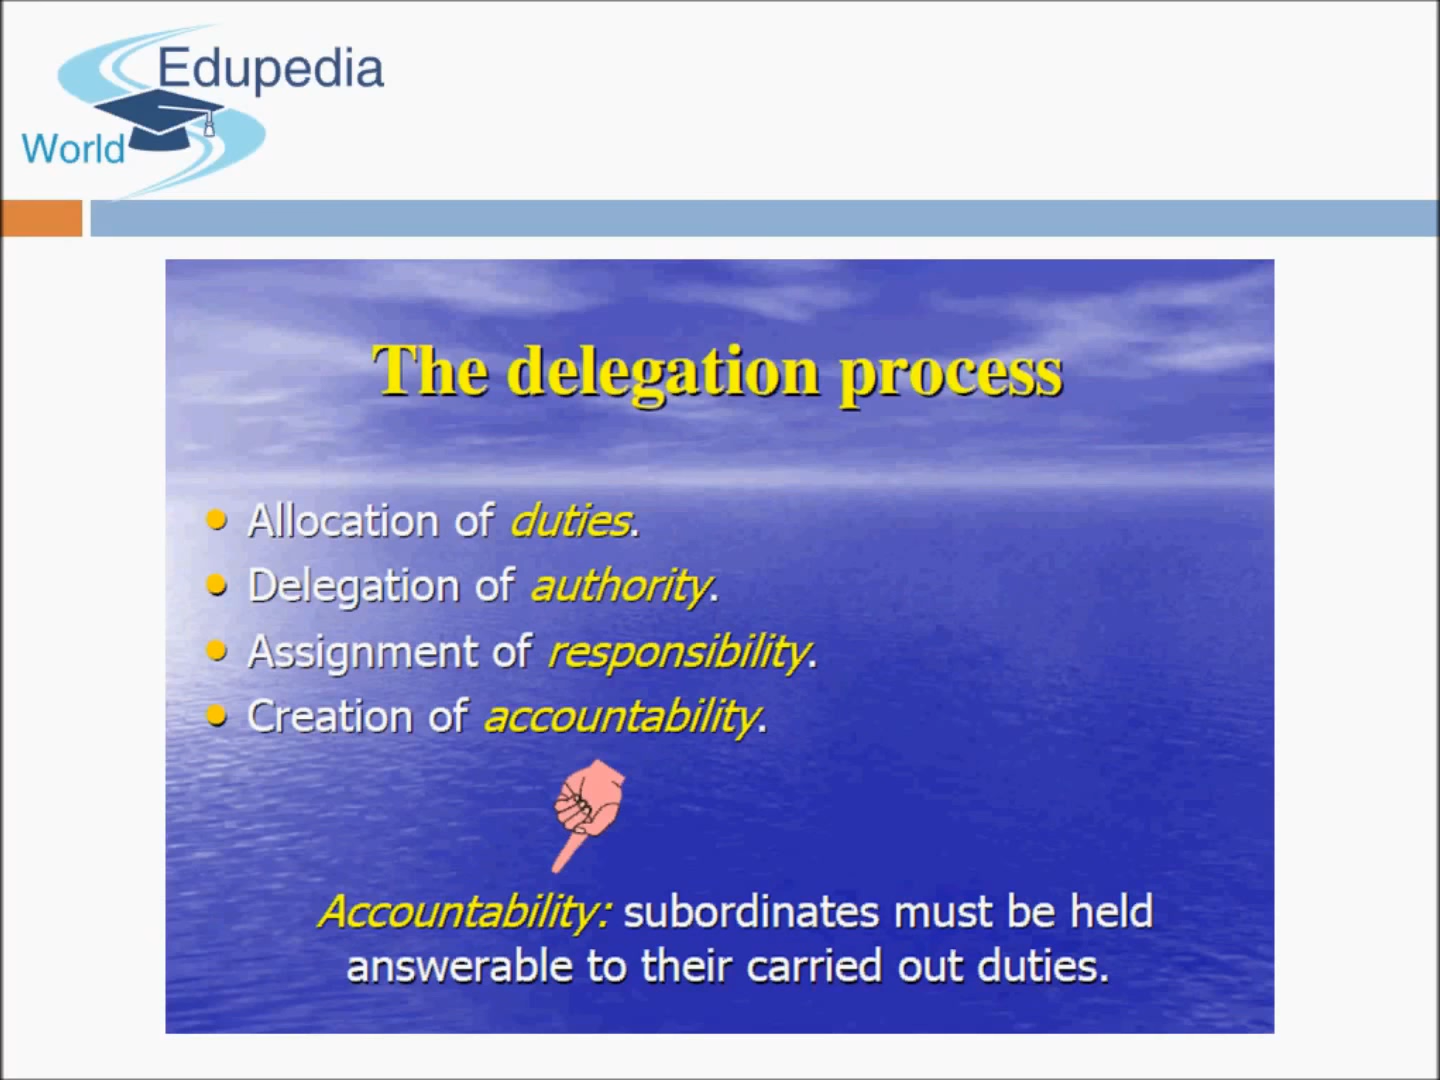 Edupedia
World
The delegation process
• Allocation of duties.
• Delegation of authority.
• Assignment of responsibility.
• Creation of accountability.
Accountability: subordinates must be held
answerable to their carried out duties.